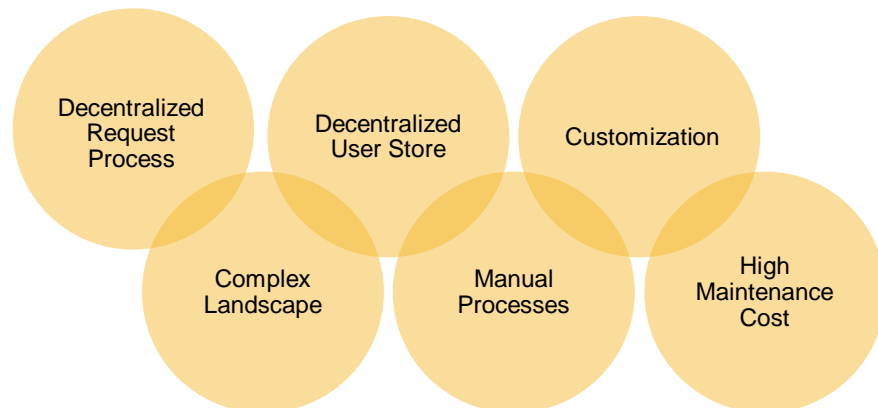 Decentralized
Request
Process
Decentralized
User Store
Customization
Complex
Landscape
Manual
Processes
High
Maintenance
Cost